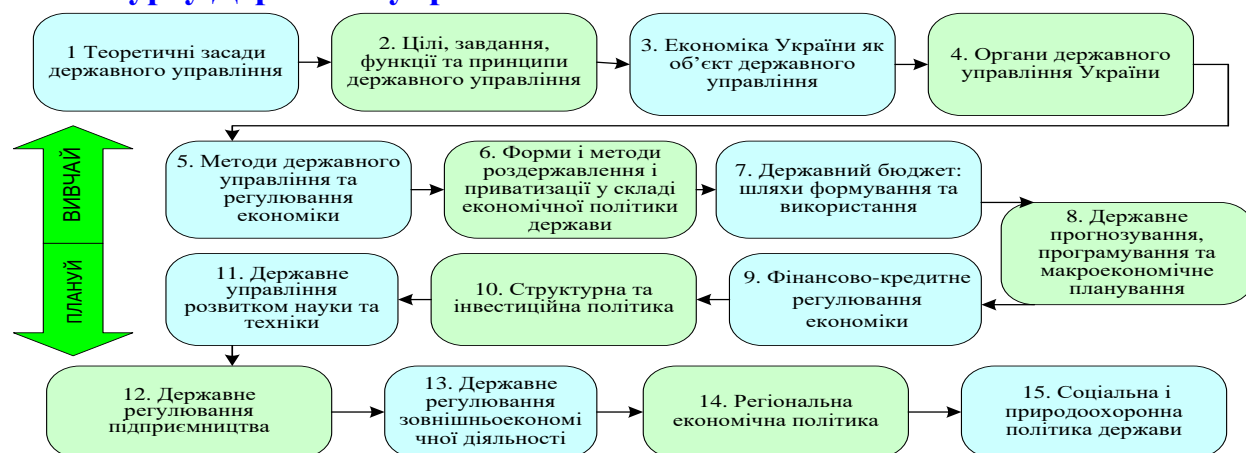 1 Теоретичні засади
державного управління
2. Цілі, завдання,
функції та принципи
державного управління
3. Економіка України як
об’єкт державного
управління
4. Органи державного
управління України
ВИВЧАЙ
ПЛАНУЙ
5. Методи державного
управління та
регулювання
економіки
6. Форми і методи
роздержавлення і
приватизації у складі
економічної політики
держави
7. Державний бюджет:
шляхи формування та
використання
8. Державне
прогнозування,
програмування та
макроекономічне
планування
9. Фінансово-кредитне
регулювання
економіки
10. Структурна та
інвестиційна політика
11. Державне
управління
розвитком науки та
техніки
12. Державне
регулювання
підприємництва
13. Державне
регулювання
зовнішньоекономі
чної діяльності
14. Регіональна
економічна політика
15. Соціальна і
природоохоронна
політика держави